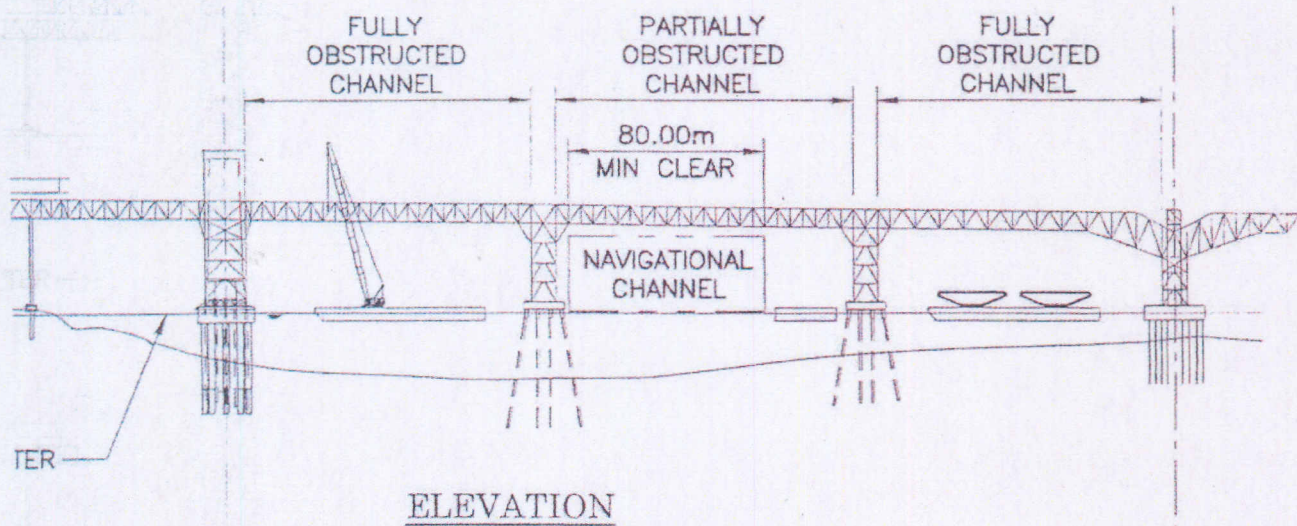 FULLY
OBSTRUCTED
CHANNEL
PARTIALLY
OBSTRUCTED
CHANNEL
FULLY
OBSTRUCTED
CHANNEL
80.00m
MIN CLEAR
NAVIGATIONAL
CHANNEL
TER
ELEVATION